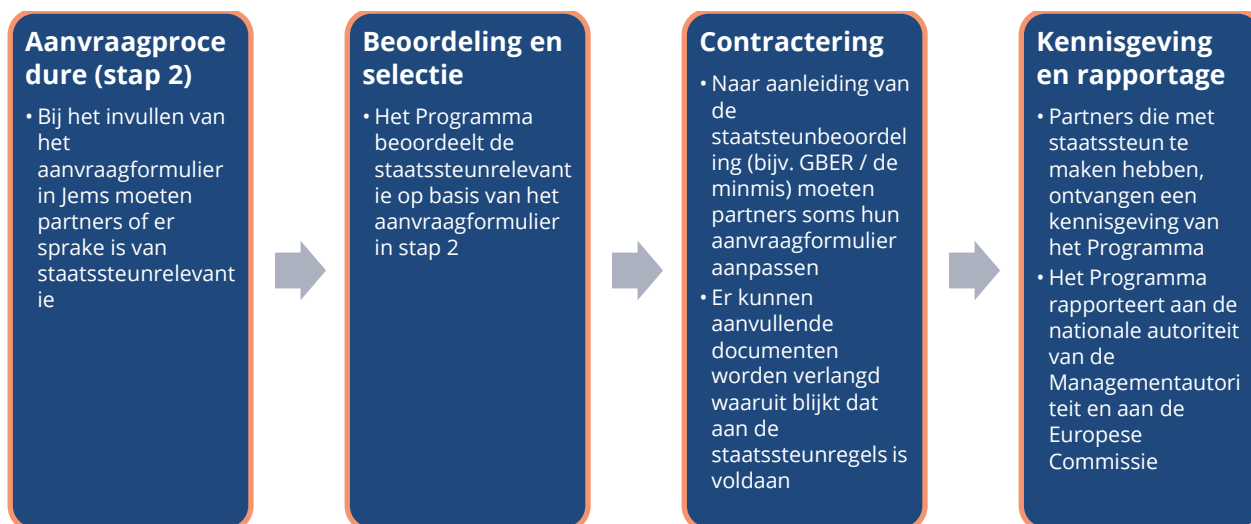 Aanvraagproce
dure (stap 2)
• Bij het invullen van
het
aanvraagformulier
in Jems moeten
partners of er
sprake is van
staatssteunrelevant
ie
Beoordeling en
selectie
• Het Programma
beoordeelt de
staatssteunrelevant
ie op basis van het
aanvraagformulier
in stap 2
Contractering
• Naar aanleiding van
de
staatsteunbeoordel
ing (bijv. GBER / de
minmis) moeten
partners soms hun
aanvraagformulier
aanpassen
• Er kunnen
aanvullende
documenten
worden verlangd
waaruit blijkt dat
aan de
staatssteunregels is
voldaan
Kennisgeving
en rapportage
• Partners die met
staatssteun te
maken hebben,
ontvangen een
kennisgeving van
het Programma
• Het Programma
rapporteert aan de
nationale autoriteit
van de
Managementautori
teit en aan de
Europese
Commissie